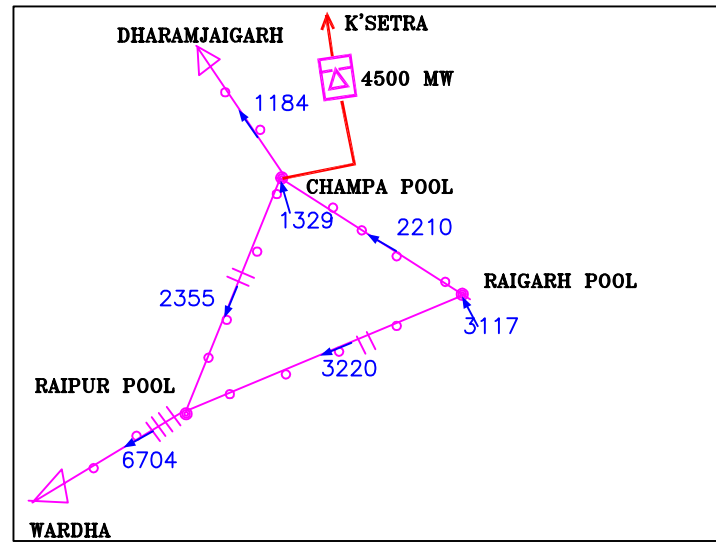 K'SETRA
DHARAMJAIGARH
4500 MW
1184
CHAMPA POOL
1329
2210
RAIGARH POOL
2355
3117
3220
RAIPUR POOL
6704
WARDHA